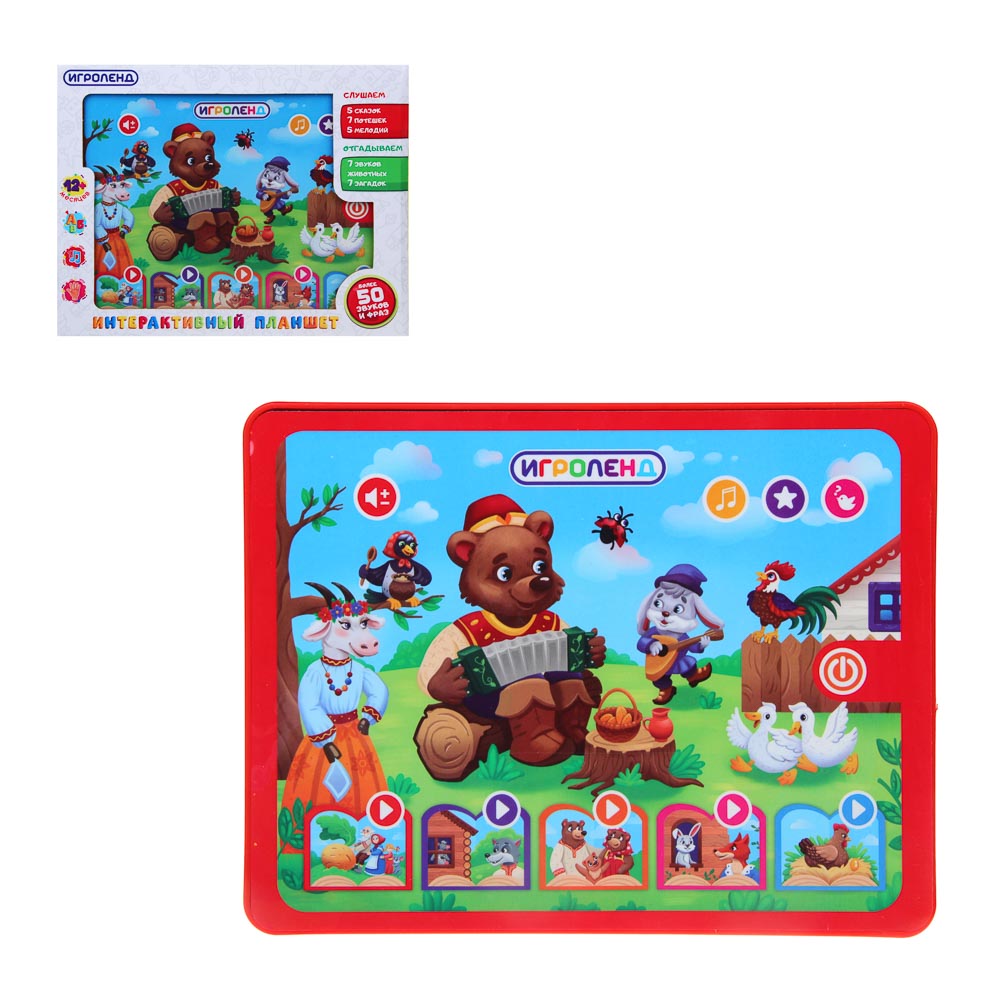 ИГРОЛЕНД
ИГРОЛЕНД
СЛУШАЕМ
5 СКАЗОК
7 ПОТЕШЕК
5 МЕЛОДИЙ
ОТГАДЫВАЕМ
7 ЗВУКОВ
ЖИВОТНЫХ
7 ЗАГАДОК
12+
МЕСЯЦЕВ
БОЛЕЕ
50
ЗВУКОВ
И ФРАЗ
ИНТЕРАКТИВНЫЙ ПЛАНШЕТ
ИГРОЛЕНД